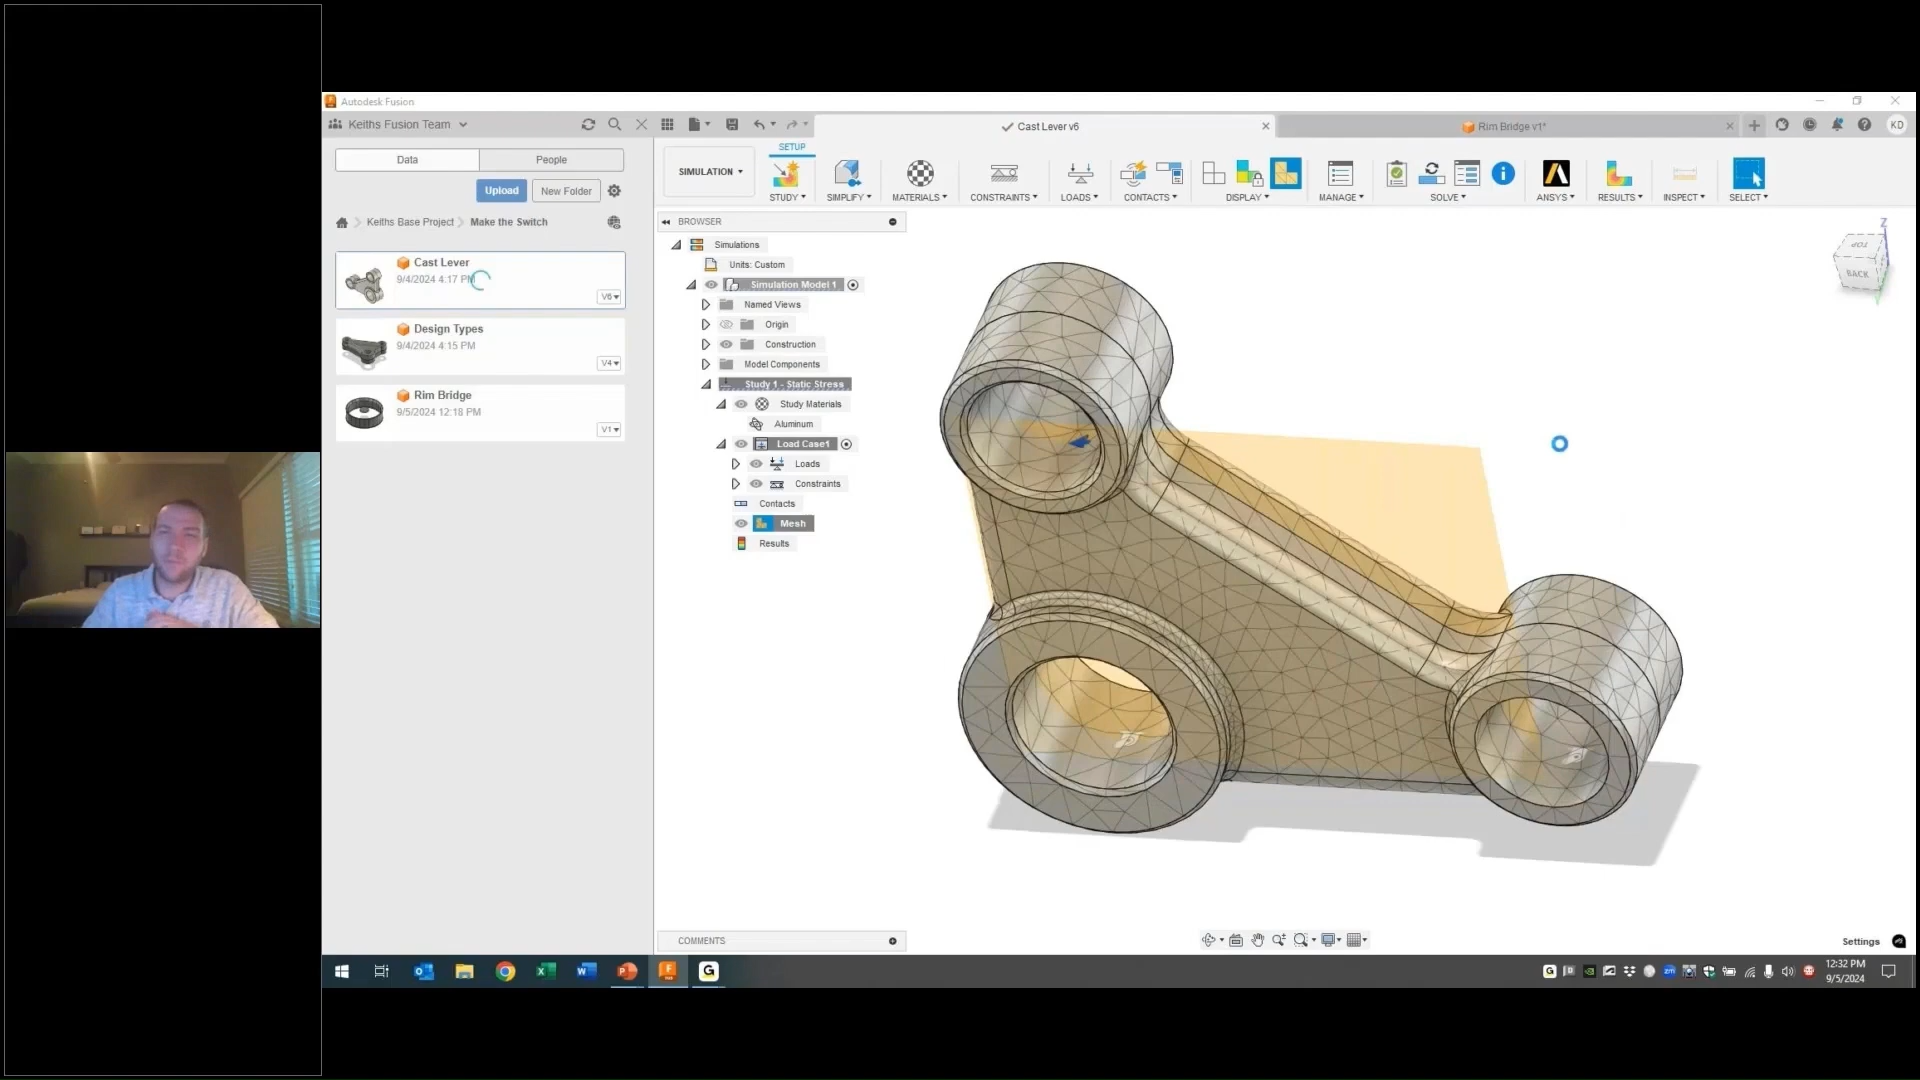 Autodesk Fusion
Keiths Fusion Team
Cast Lever v6
Rim Bridge v1*
KD
Data
People
Upload
New Folder
Keiths Base Project
Make the Switch
Cast Lever
9/4/2024 4:17 PM
V6
Design Types
9/4/2024 4:15 PM
V4
Rim Bridge
9/5/2024 12:18 PM
V1
SETUP
SIMULATION
STUDY
SIMPLIFY
MATERIALS
CONSTRAINTS
LOADS
CONTACTS
DISPLAY
MANAGE
SOLVE
ANSYS
RESULTS
INSPECT
SELECT
BROWSER
Simulations
Units: Custom
Simulation Model 1
Named Views
Origin
Construction
Model Components
Study 1 - Static Stress
Study Materials
Aluminum
Load Case1
Loads
Constraints
Contacts
Mesh
Results
Z
TOP
BACK
COMMENTS
Settings
12:32 PM
9/5/2024